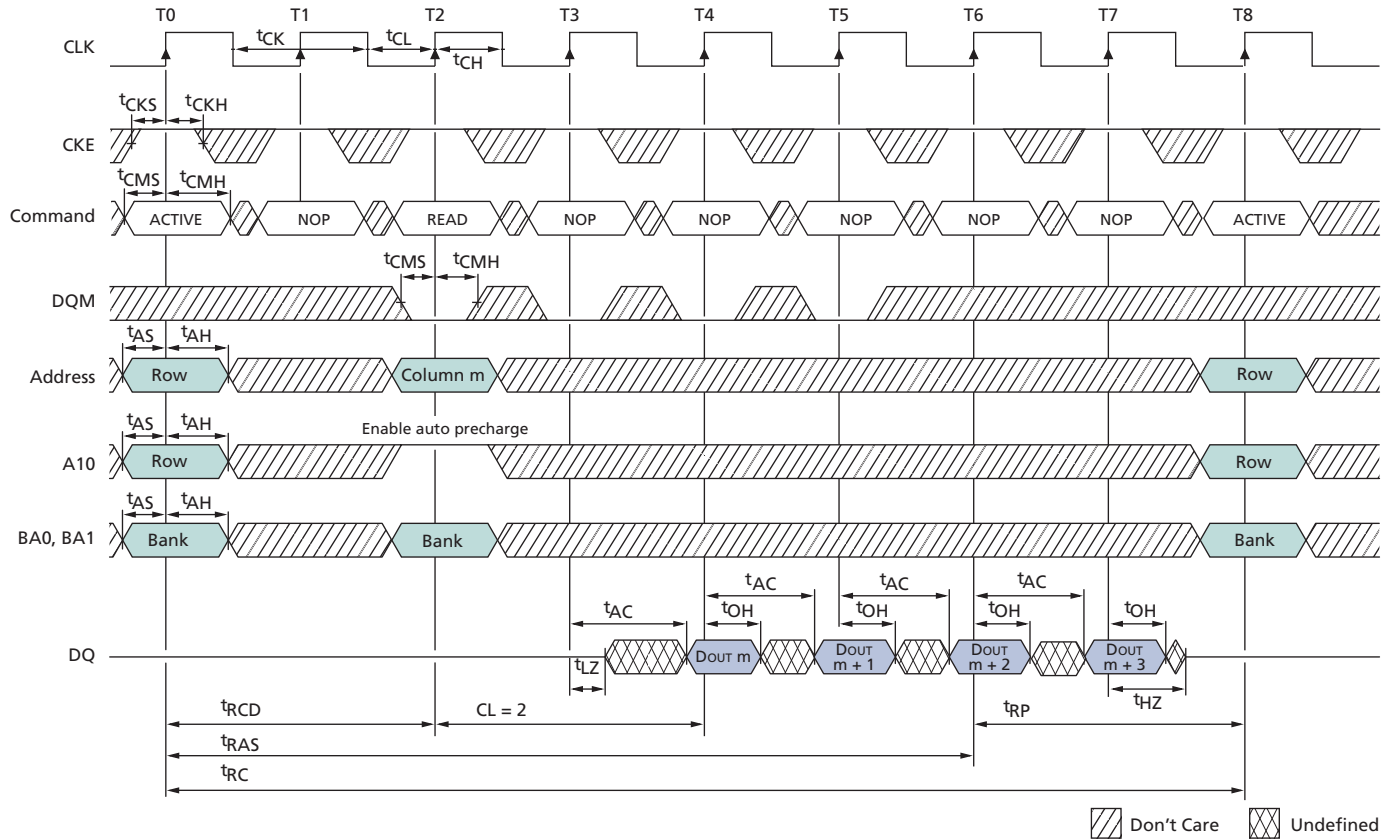 T0 T1 T2 T3 T4 T5 T6 T7 T8
CLK
tCK tCL
tCH
tCKS tCKH
CKE
tCMS tCMH
Command ACTIVE NOP READ NOP NOP NOP NOP NOP ACTIVE
tCMS tCMH
DQM
tAS tAH
Address Row Column m Row
tAS tAH
Enable auto precharge
A10 Row Row
tAS tAH
BA0, BA1 Bank Bank Bank
tAC tAC tAC
tAC tOH tOH tOH tOH
DQ DOUT m DOUT m + 1 DOUT m + 2 DOUT m + 3
tLZ tHZ
tRCD CL = 2 tRP
tRAS
tRC
Don't Care Undefined